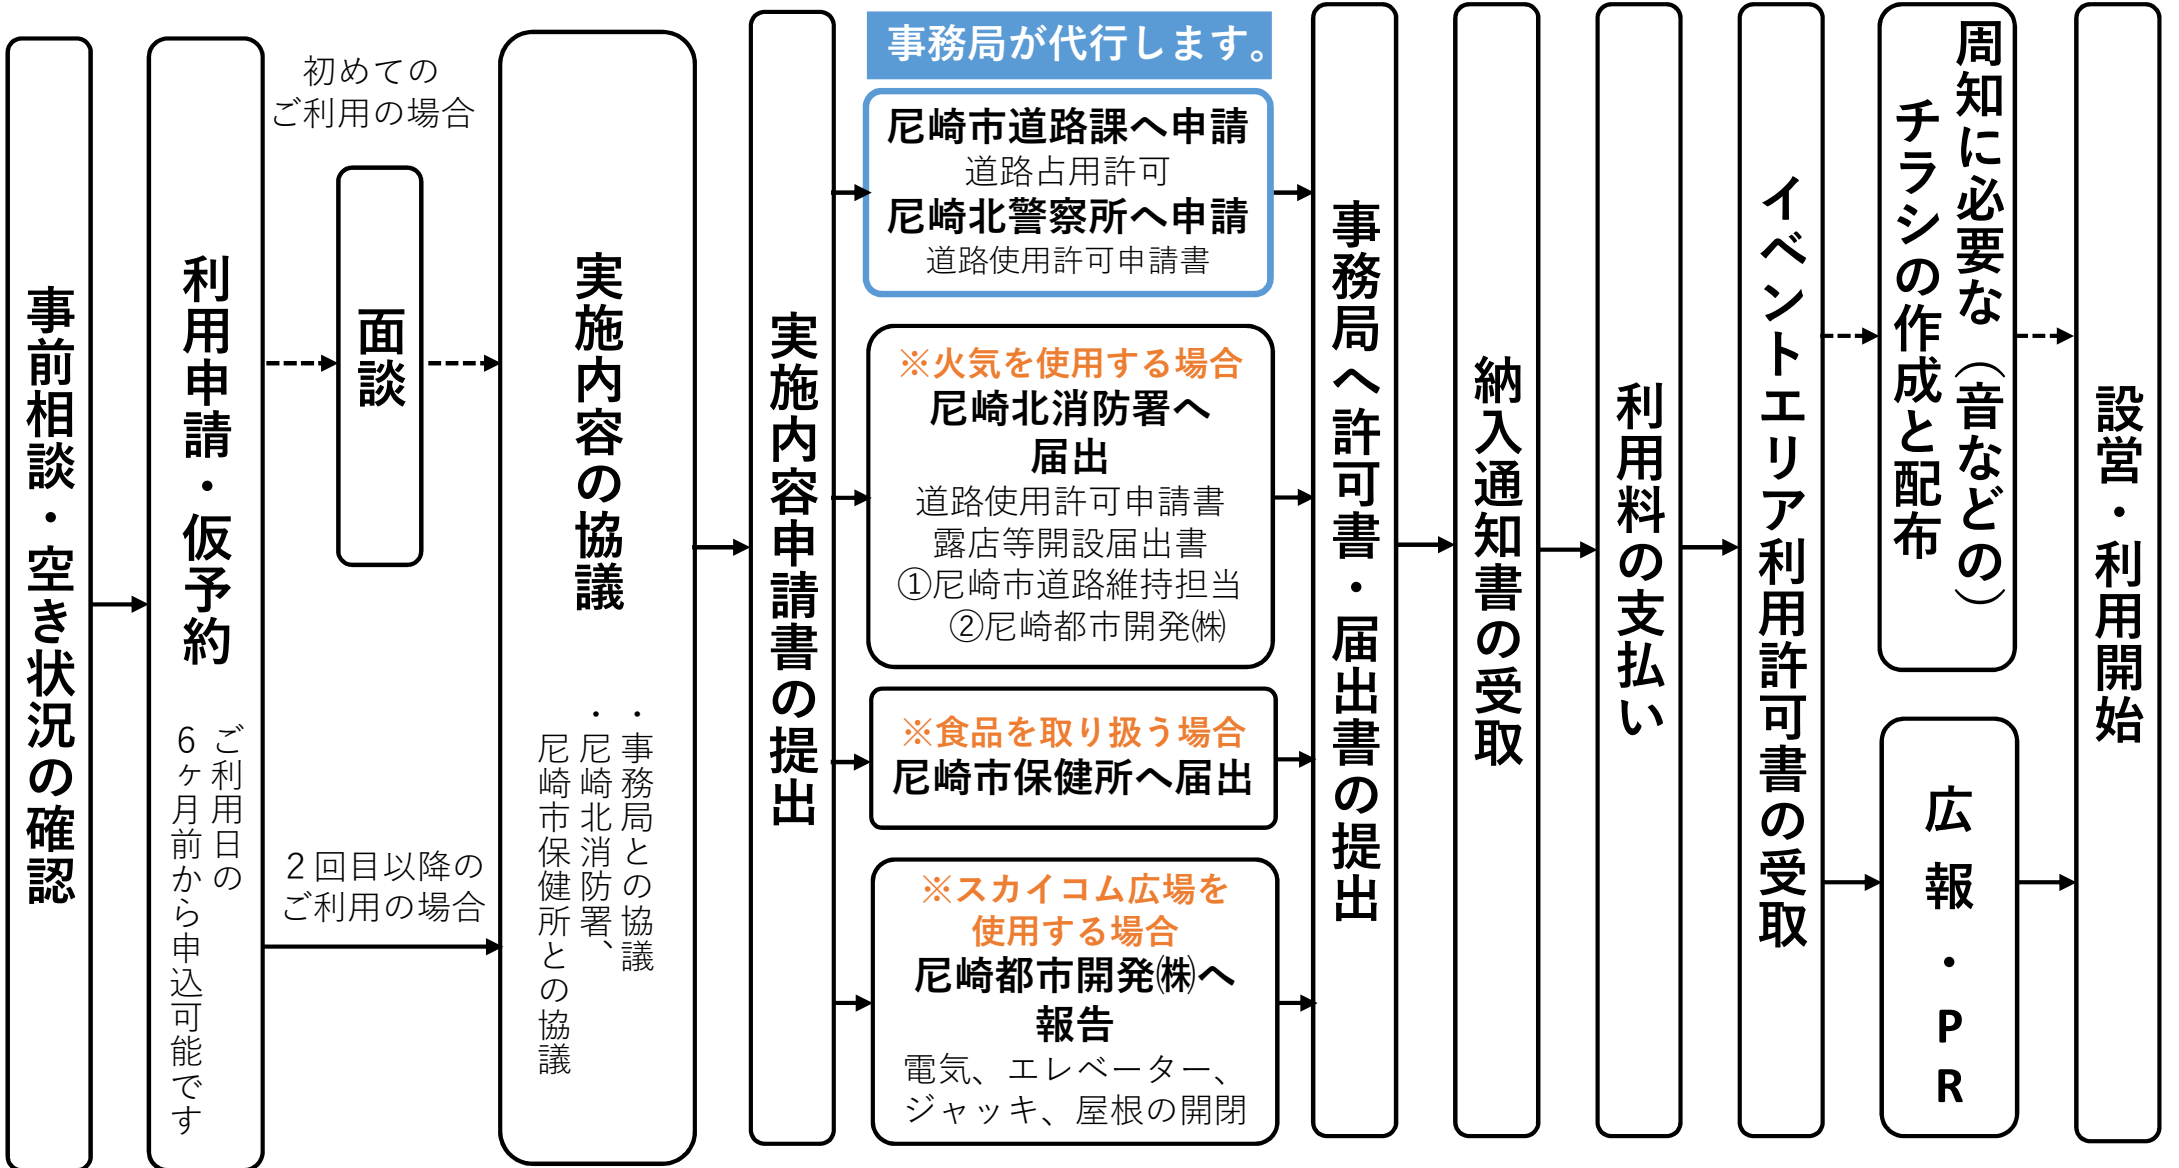 事前相談・空き状況の確認
利用申請・仮予約
ご利用日の
6ヶ月前から申込可能です
初めての
ご利用の場合
面談
2回目以降の
ご利用の場合
実施内容の協議
・事務局との協議
・尼崎北消防署、
尼崎市保健所との協議
実施内容申請書の提出
事務局が代行します。
尼崎市道路課へ申請
道路占用許可
尼崎北警察所へ申請
道路使用許可申請書
※火気を使用する場合
尼崎北消防署へ
届出
道路使用許可申請書
露店等開設届出書
①尼崎市道路維持担当
②尼崎都市開発㈱
※食品を取り扱う場合
尼崎市保健所へ届出
※スカイコム広場を
使用する場合
尼崎都市開発㈱へ
報告
電気、エレベーター、
ジャッキ、屋根の開閉
事務局へ許可書・届出書の提出
納入通知書の受取
利用料の支払い
イベントエリア利用許可書の受取
周知に必要な（音などの）
チラシの作成と配布
広報・PR
設営・利用開始